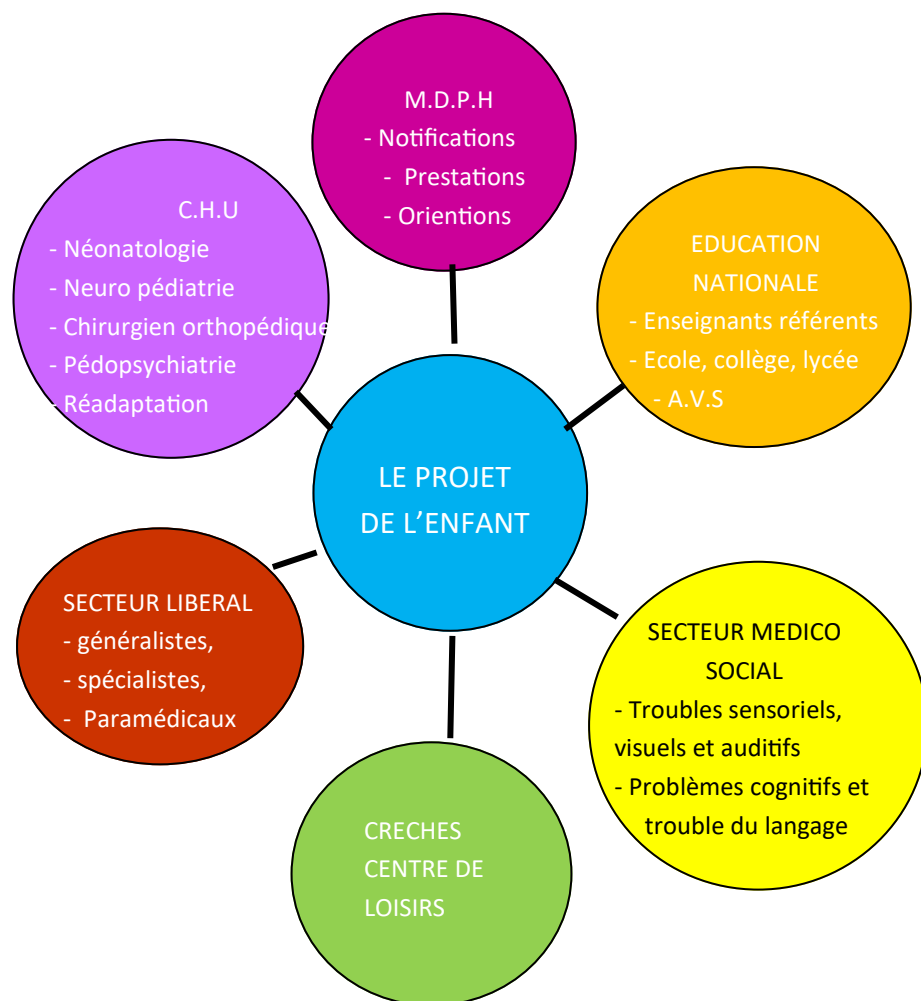 M.D.P.H
- Notifications
- Prestations
- Orientions
C.H.U
- Néonatologie
- Neuro pédiatrie
- Chirurgien orthopédique
- Pédopsychiatrie
- Réadaptation
EDUCATION
NATIONALE
- Enseignants référents
- Ecole, collège, lycée
- A.V.S
LE PROJET
DE L’ENFANT
SECTEUR LIBERAL
- généralistes,
- spécialistes,
- Paramédicaux
SECTEUR MEDICO
SOCIAL
- Troubles sensoriels,
visuels et auditifs
- Problèmes cognitifs et
trouble du langage
CRECHES
CENTRE DE
LOISIRS